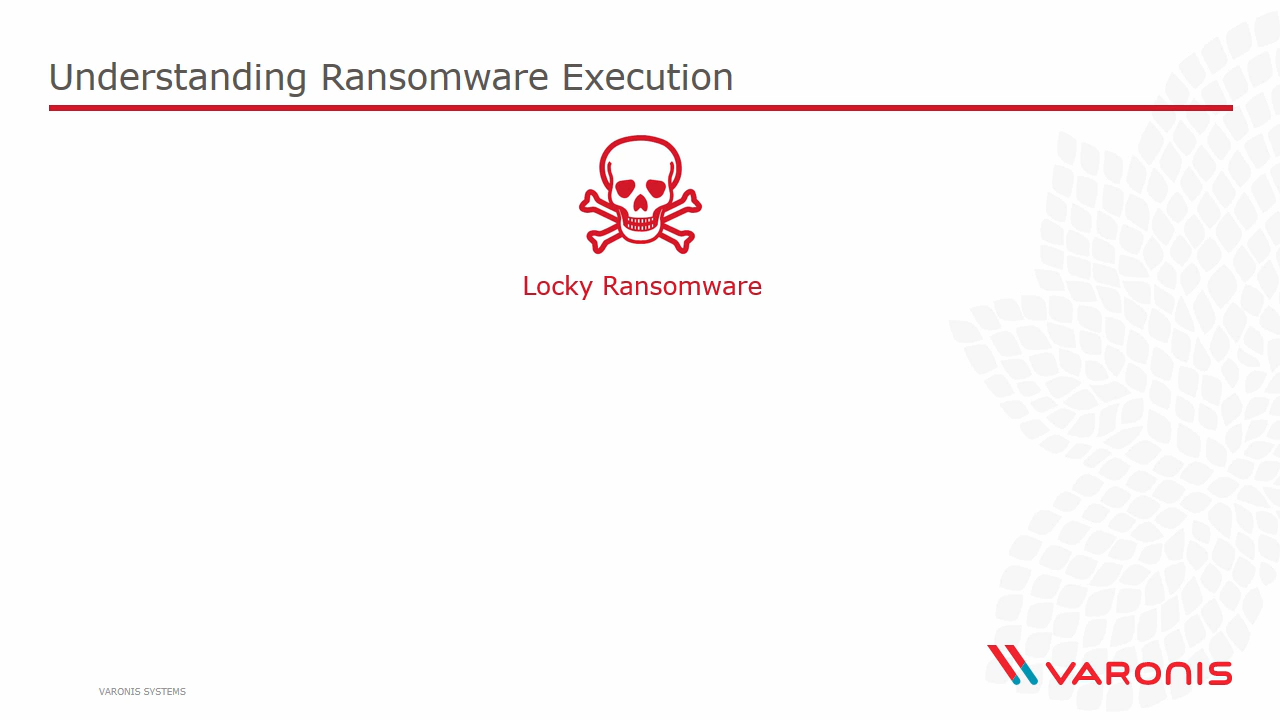 Understanding Ransomware Execution
Locky Ransomware
VARONIS SYSTEMS
VARONIS